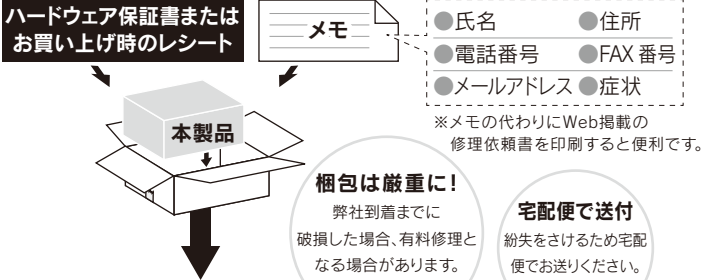 ハードウェア保証書または
お買い上げ時のレシート
メモ
●氏名 ●住所
●電話番号 ●FAX 番号
●メールアドレス ●症状
※メモの代わりにWeb掲載の
修理依頼書を印刷すると便利です。
本製品
梱包は厳重に！
弊社到着までに
破損した場合、有料修理と
なる場合があります。
宅配便で送付
紛失をさけるため宅配
便でお送りください。